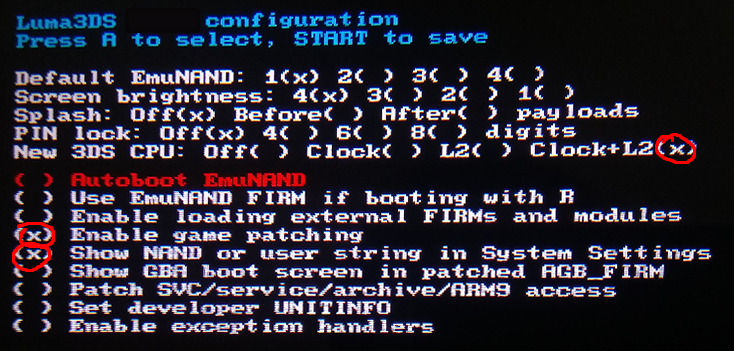 Luma3DS configuration
Press A to select, START to save
Default EmuNAND: 1(x) 2( ) 3( ) 4( )
Screen brightness: 4(x) 3( ) 2( ) 1( )
Splash: Off(x) Before( ) After( ) payloads
PIN lock: Off(x) 4( ) 6( ) 8( ) digits
New 3DS CPU: Off( ) Clock( ) L2( ) Clock+L2(x)
( ) Autoboot EmuNAND
( ) Use EmuNAND FIRM if booting with R
( ) Enable loading external FIRMs and modules
(x) Enable game patching
(x) Show NAND or user string in System Settings
( ) Show GBA boot screen in patched AGB_FIRM
( ) Patch SVC/service/archive/ARM9 access
( ) Set developer UNITINFO
( ) Enable exception handlers